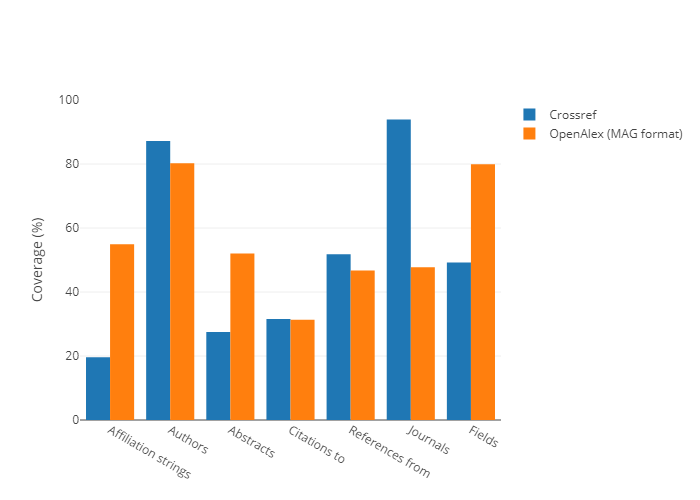 100
80
60
40
20
0
Coverage (%)
Affiliation strings
Authors
Abstracts
Citations to
References from
Journals
Fields
Crossref
OpenAlex (MAG format)